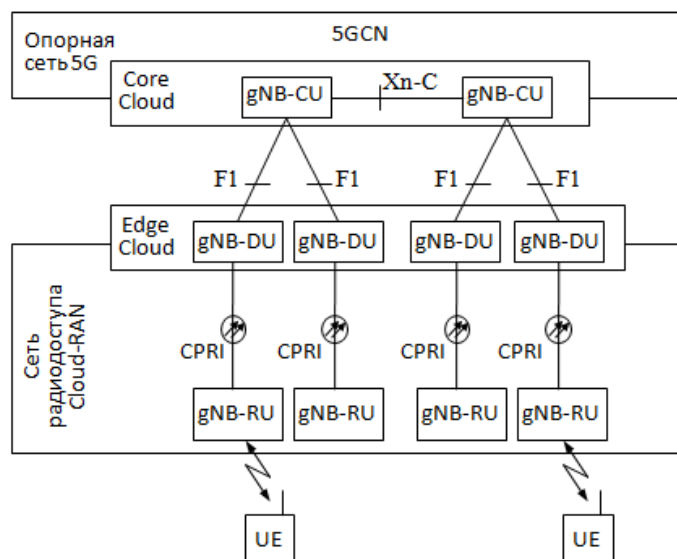 5GCN
Опорная
сеть 5G
Core
Cloud
gNB-CU
Xn-C
gNB-CU
F1
F1
F1
F1
Edge
Cloud
gNB-DU
gNB-DU
gNB-DU
gNB-DU
CPRI
CPRI
CPRI
CPRI
Сеть
радиодоступа
Cloud-RAN
gNB-RU
gNB-RU
gNB-RU
gNB-RU
UE
UE